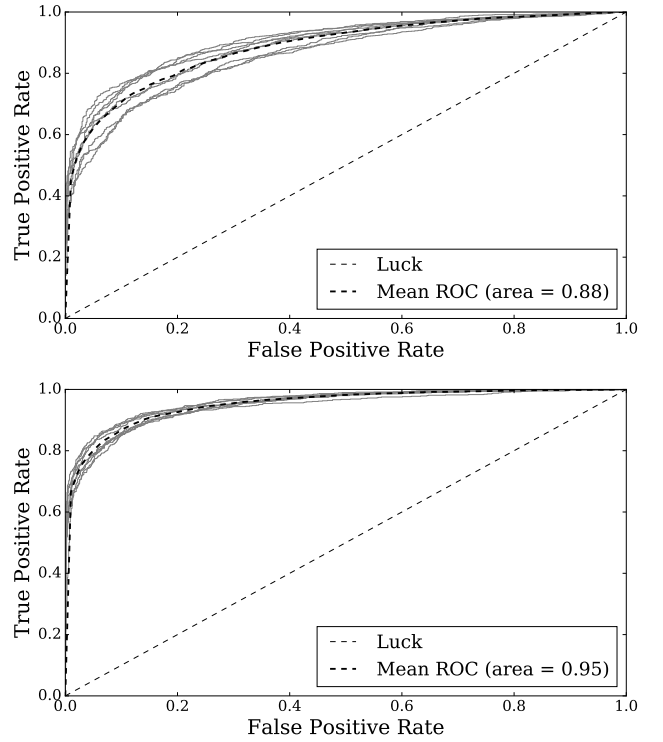 1.0
0.8
0.6
0.4
0.2
0.0
True Positive Rate
Luck
Mean ROC (area = 0.88)
0.0 0.2 0.4 0.6 0.8 1.0
False Positive Rate
1.0
0.8
0.6
0.4
0.2
0.0
True Positive Rate
Luck
Mean ROC (area = 0.95)
0.0 0.2 0.4 0.6 0.8 1.0
False Positive Rate